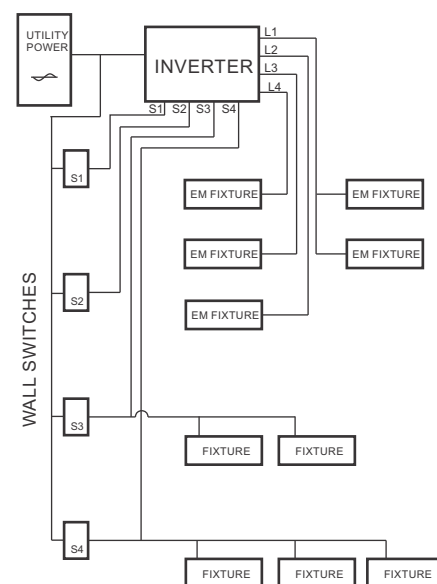 UTILITY
POWER
INVERTER
L1
L2
L3
L4
S1 S2 S3 S4
S1
EM FIXTURE EM FIXTURE
EM FIXTURE EM FIXTURE
S2
EM FIXTURE
WALL SWITCHES
S3
FIXTURE FIXTURE
S4
FIXTURE FIXTURE FIXTURE